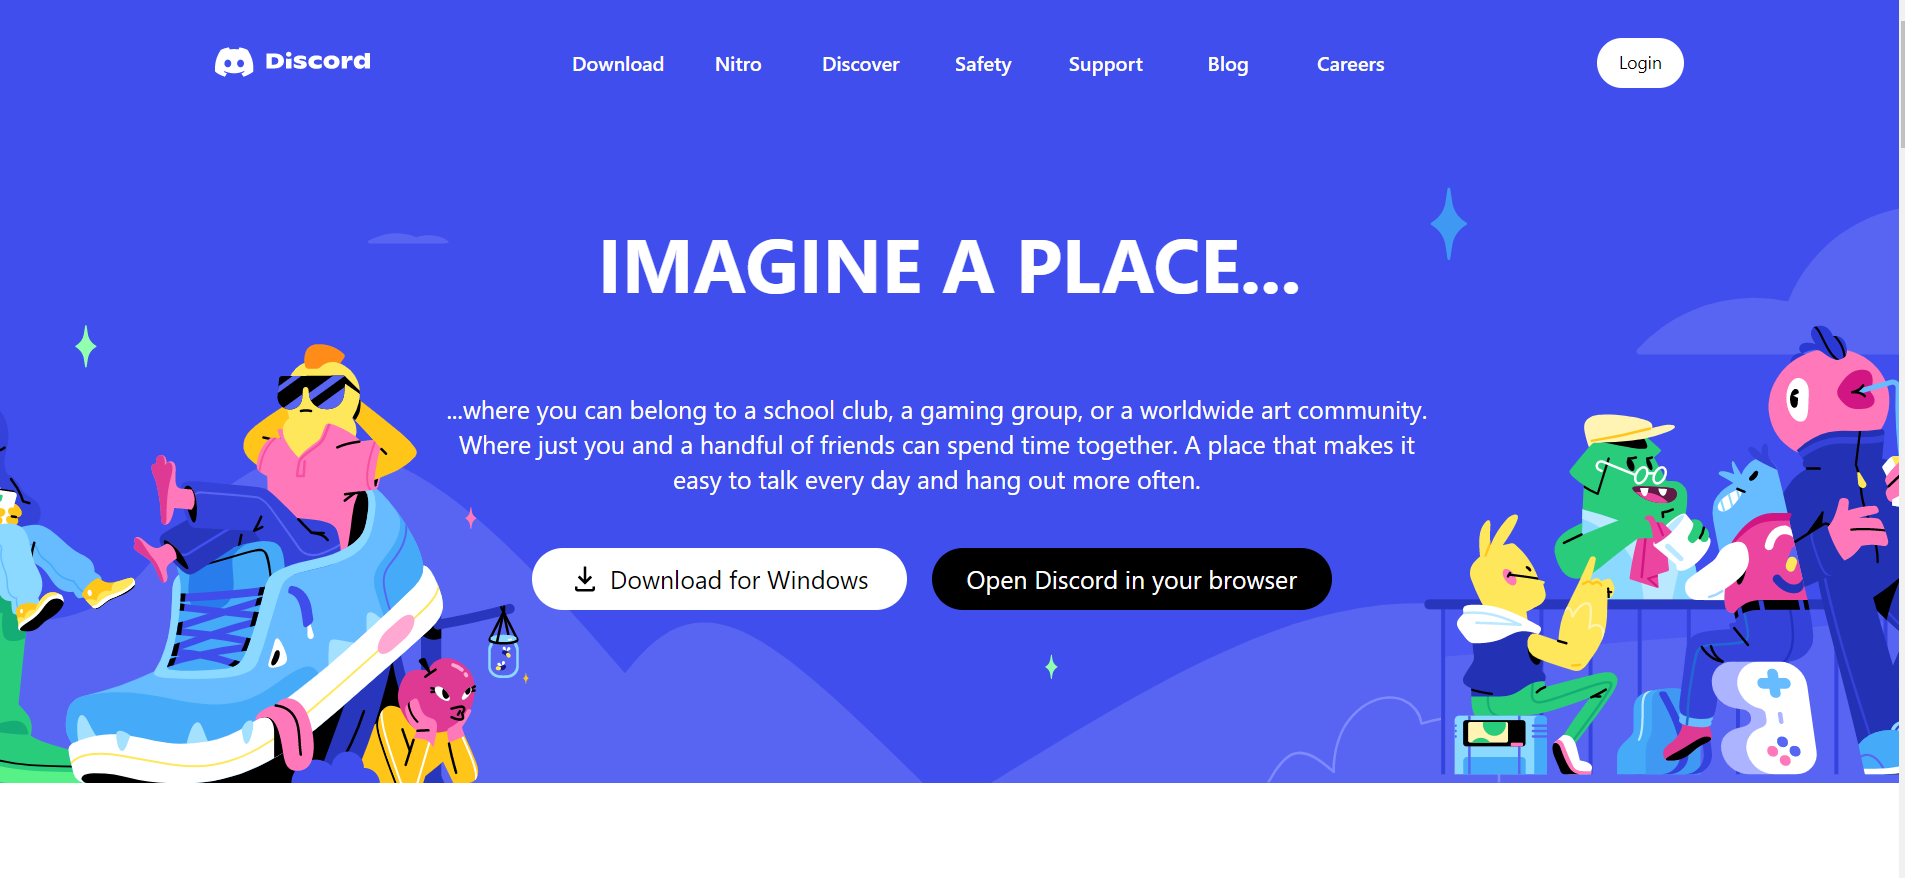 Discord
Download Nitro Discover Safety Support Blog Careers
Login
IMAGINE A PLACE...
...where you can belong to a school club, a gaming group, or a worldwide art community.
Where just you and a handful of friends can spend time together. A place that makes it
easy to talk every day and hang out more often.
Download for Windows
Open Discord in your browser